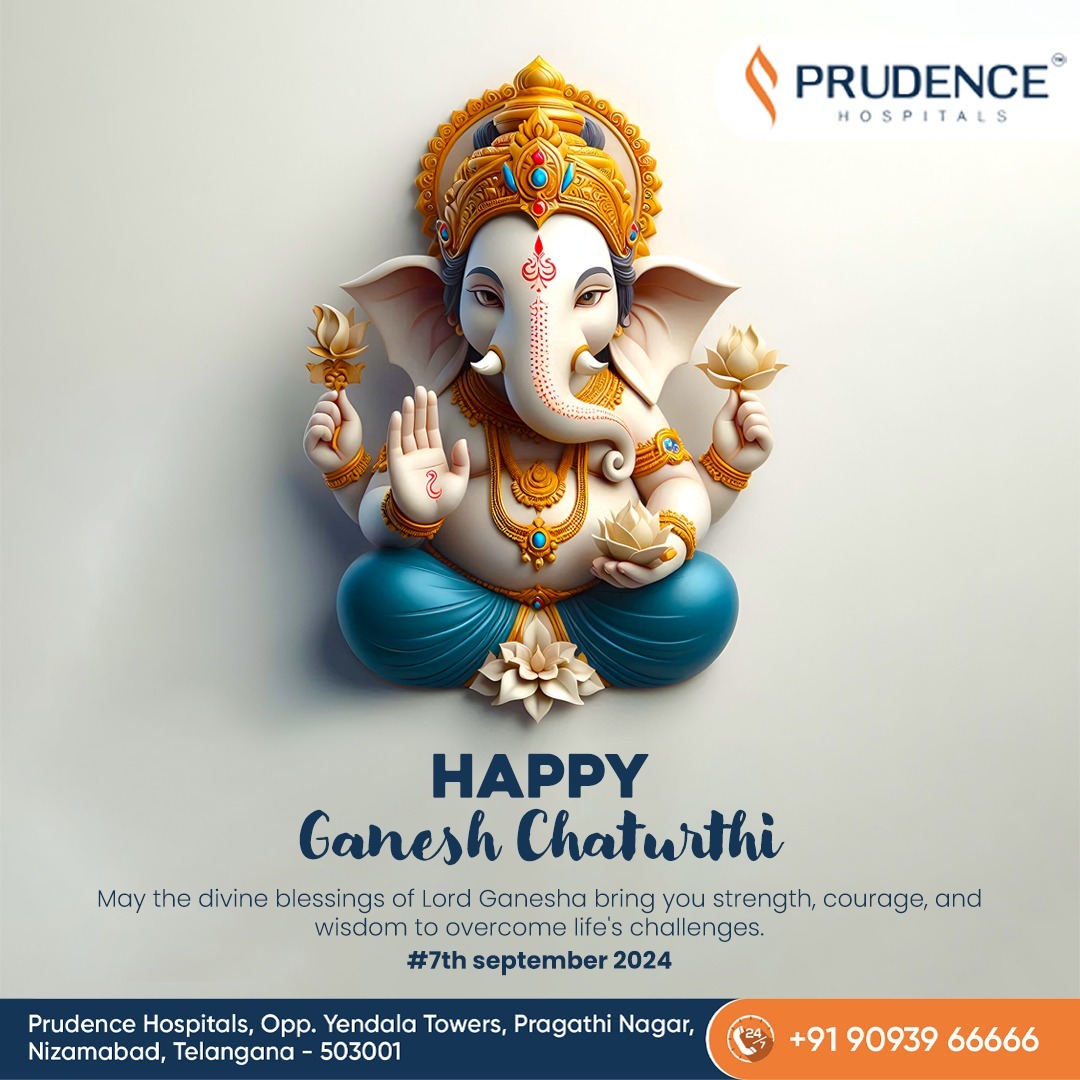 PRUDENCE™
HOSPITALS
HAPPY
Ganesh Chaturthi
May the divine blessings of Lord Ganesha bring you strength, courage, and
wisdom to overcome life's challenges.
#7th september 2024
Prudence Hospitals, Opp. Yendala Towers, Pragathi Nagar,
Nizamabad, Telangana - 503001
24/7
+91 90939 66666